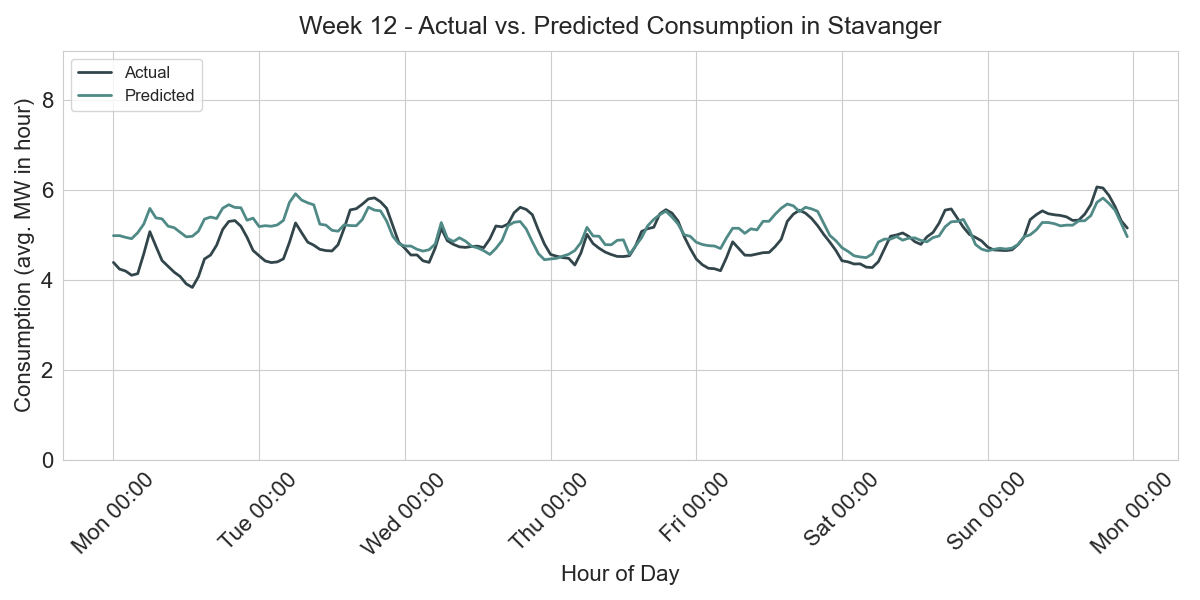 Week 12 - Actual vs. Predicted Consumption in Stavanger
Actual
Predicted
Consumption (avg. MW in hour)
8
6
4
2
0
Mon 00:00
Tue 00:00
Wed 00:00
Thu 00:00
Fri 00:00
Sat 00:00
Sun 00:00
Mon 00:00
Hour of Day